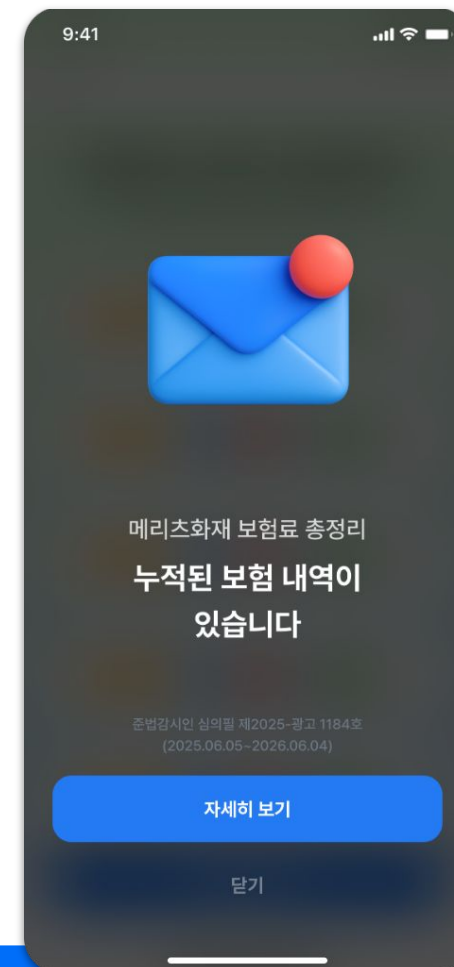 9:41
메리츠화재 보험료 총정리
누적된 보험 내역이
있습니다
준법감시인 심의필 제2025-광고 1184호
(2025.06.05~2026.06.04)
자세히 보기
닫기